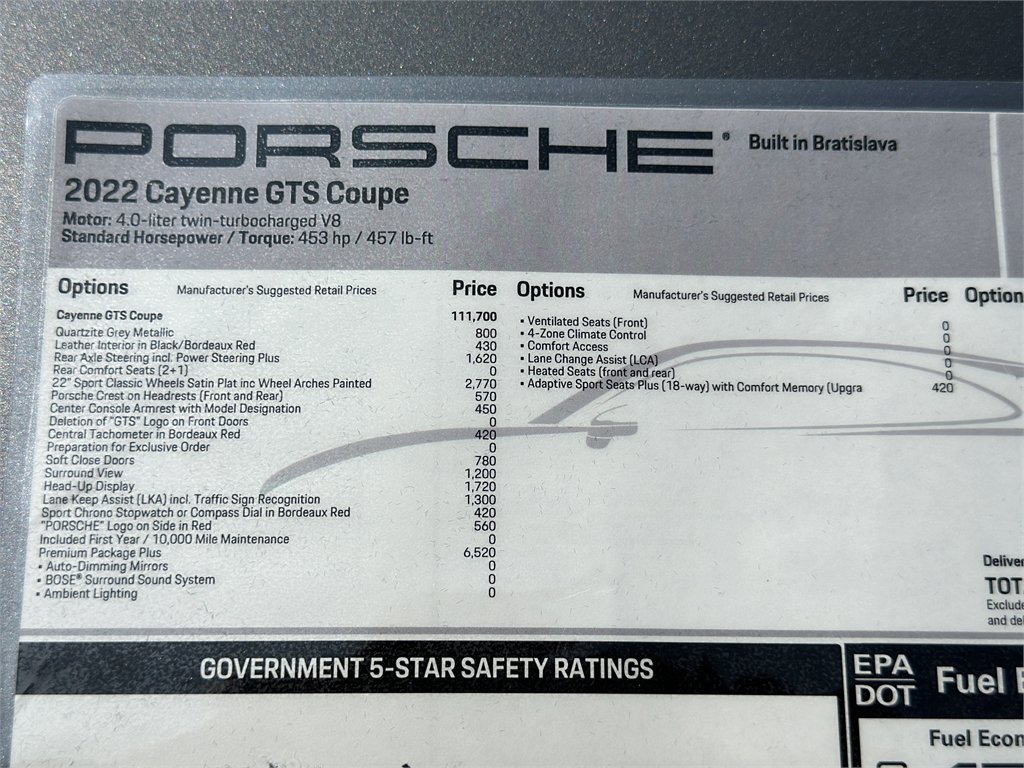 PORSCHE® Built in Bratislava
2022 Cayenne GTS Coupe
Motor: 4.0-liter twin-turbocharged V8
Standard Horsepower / Torque: 453 hp / 457 lb-ft
Options Manufacturer's Suggested Retail Prices Price
Cayenne GTS Coupe 111,700
Quartzite Grey Metallic 800
Leather Interior in Black/Bordeaux Red 430
Rear Axle Steering incl. Power Steering Plus 1,620
Rear Comfort Seats (2+1) 0
22" Sport Classic Wheels Satin Plat inc Wheel Arches Painted 2,770
Porsche Crest on Headrests (Front and Rear) 570
Center Console Armrest with Model Designation 450
Deletion of "GTS" Logo on Front Doors 0
Central Tachometer in Bordeaux Red 420
Preparation for Exclusive Order 0
Soft Close Doors 780
Surround View 1,200
Head-Up Display 1,720
Lane Keep Assist (LKA) incl. Traffic Sign Recognition 1,300
Sport Chrono Stopwatch or Compass Dial in Bordeaux Red 420
"PORSCHE" Logo on Side in Red 560
Included First Year / 10,000 Mile Maintenance 0
Premium Package Plus 6,520
• Auto-Dimming Mirrors 0
• BOSE® Surround Sound System 0
• Ambient Lighting 0
Options Manufacturer's Suggested Retail Prices Price
• Ventilated Seats (Front) 0
• 4-Zone Climate Control 0
• Comfort Access 0
• Lane Change Assist (LCA) 0
• Heated Seats (front and rear) 0
• Adaptive Sport Seats Plus (18-way) with Comfort Memory (Upgra 420
Option
Deliver
TOT
Exclude
and del
GOVERNMENT 5-STAR SAFETY RATINGS
EPA
DOT
Fuel E
Fuel Econ